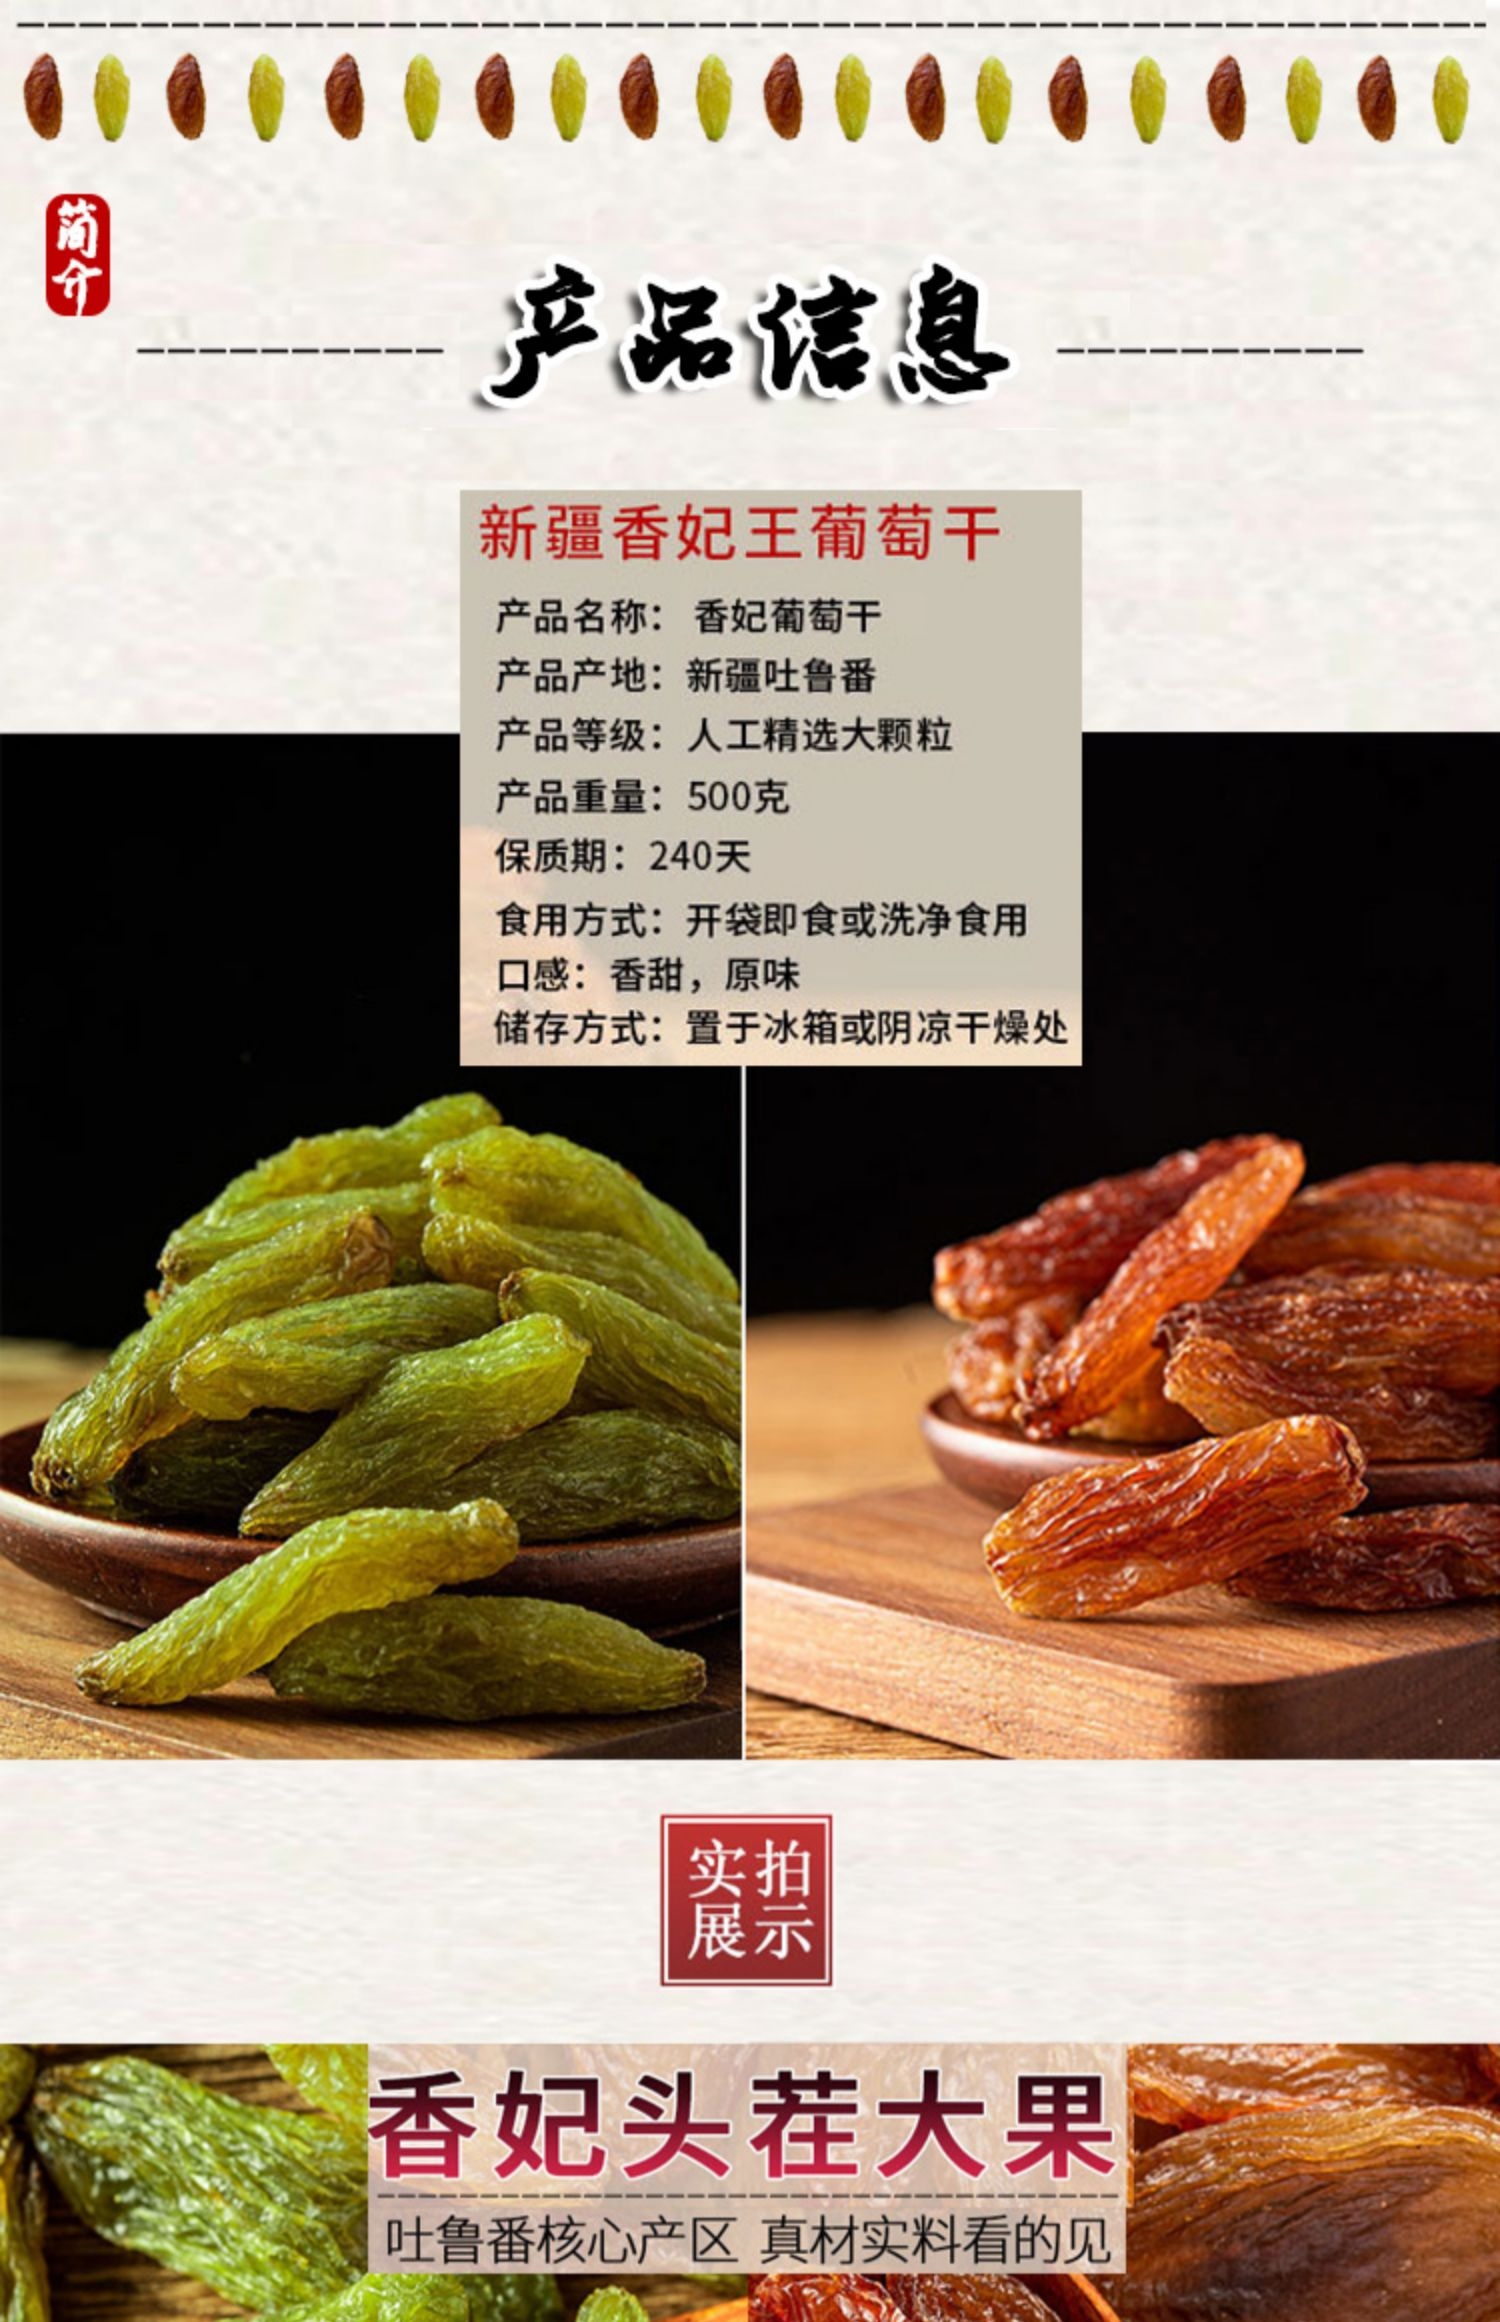 简介
产品信息
新疆香妃王葡萄干
产品名称： 香妃葡萄干
产品产地：新疆吐鲁番
产品等级：人工精选大颗粒
产品重量：500克
保质期：240天
食用方式：开袋即食或洗净食用
口感：香甜，原味
储存方式：置于冰箱或阴凉干燥处
实拍
展示
香妃头茬大果
吐鲁番核心产区 真材实料看的见